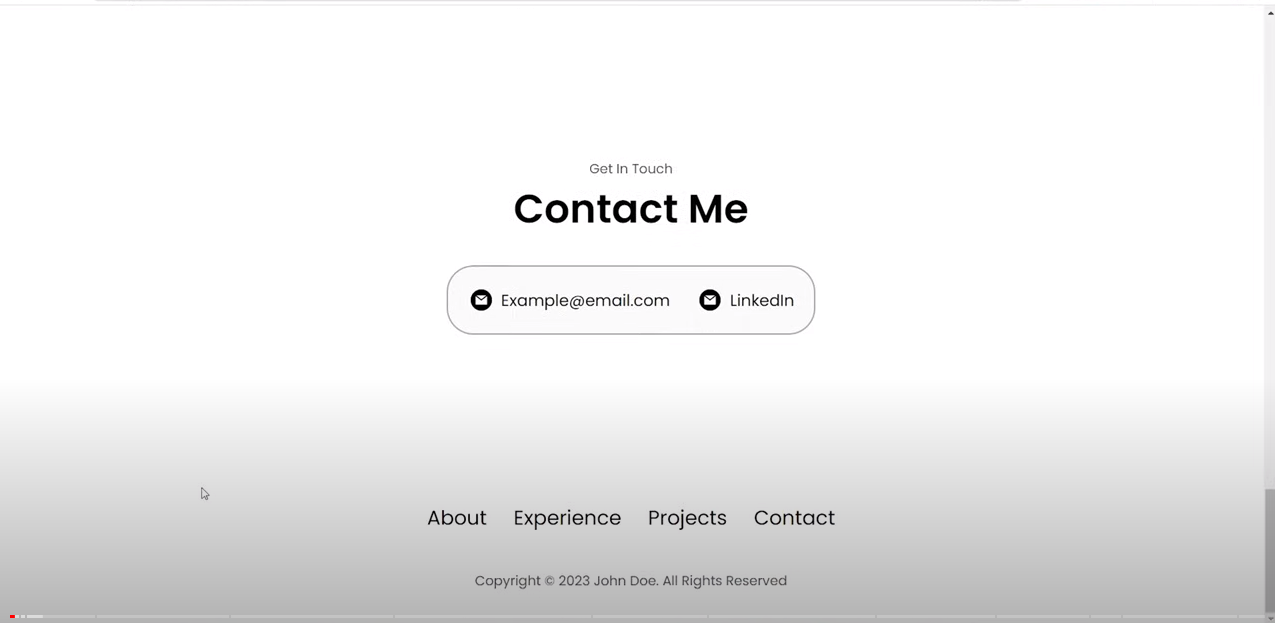 Get In Touch
Contact Me
Example@email.com LinkedIn
About Experience Projects Contact
Copyright © 2023 John Doe. All Rights Reserved